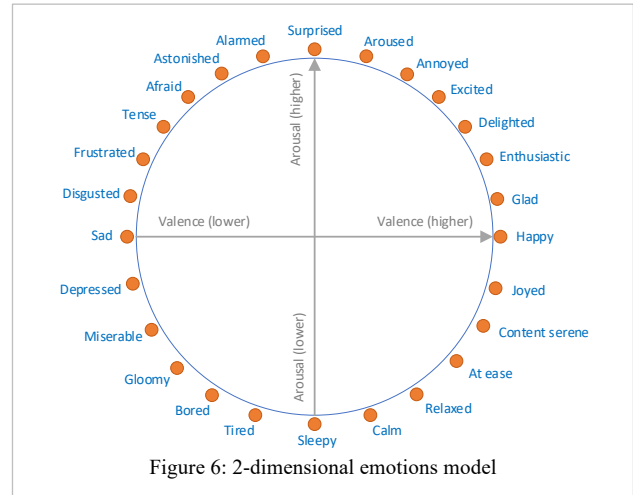 Surprised
Alarmed
Aroused
Astonished
Annoyed
Afraid
Excited
Tense
Delighted
Frustrated
Enthusiastic
Disgusted
Glad
Arousal (higher)
Valence (lower)
Valence (higher)
Sad
Happy
Depressed
Joyed
Miserable
Content serene
Arousal (lower)
Gloomy
At ease
Bored
Relaxed
Tired
Calm
Sleepy
Figure 6: 2-dimensional emotions model